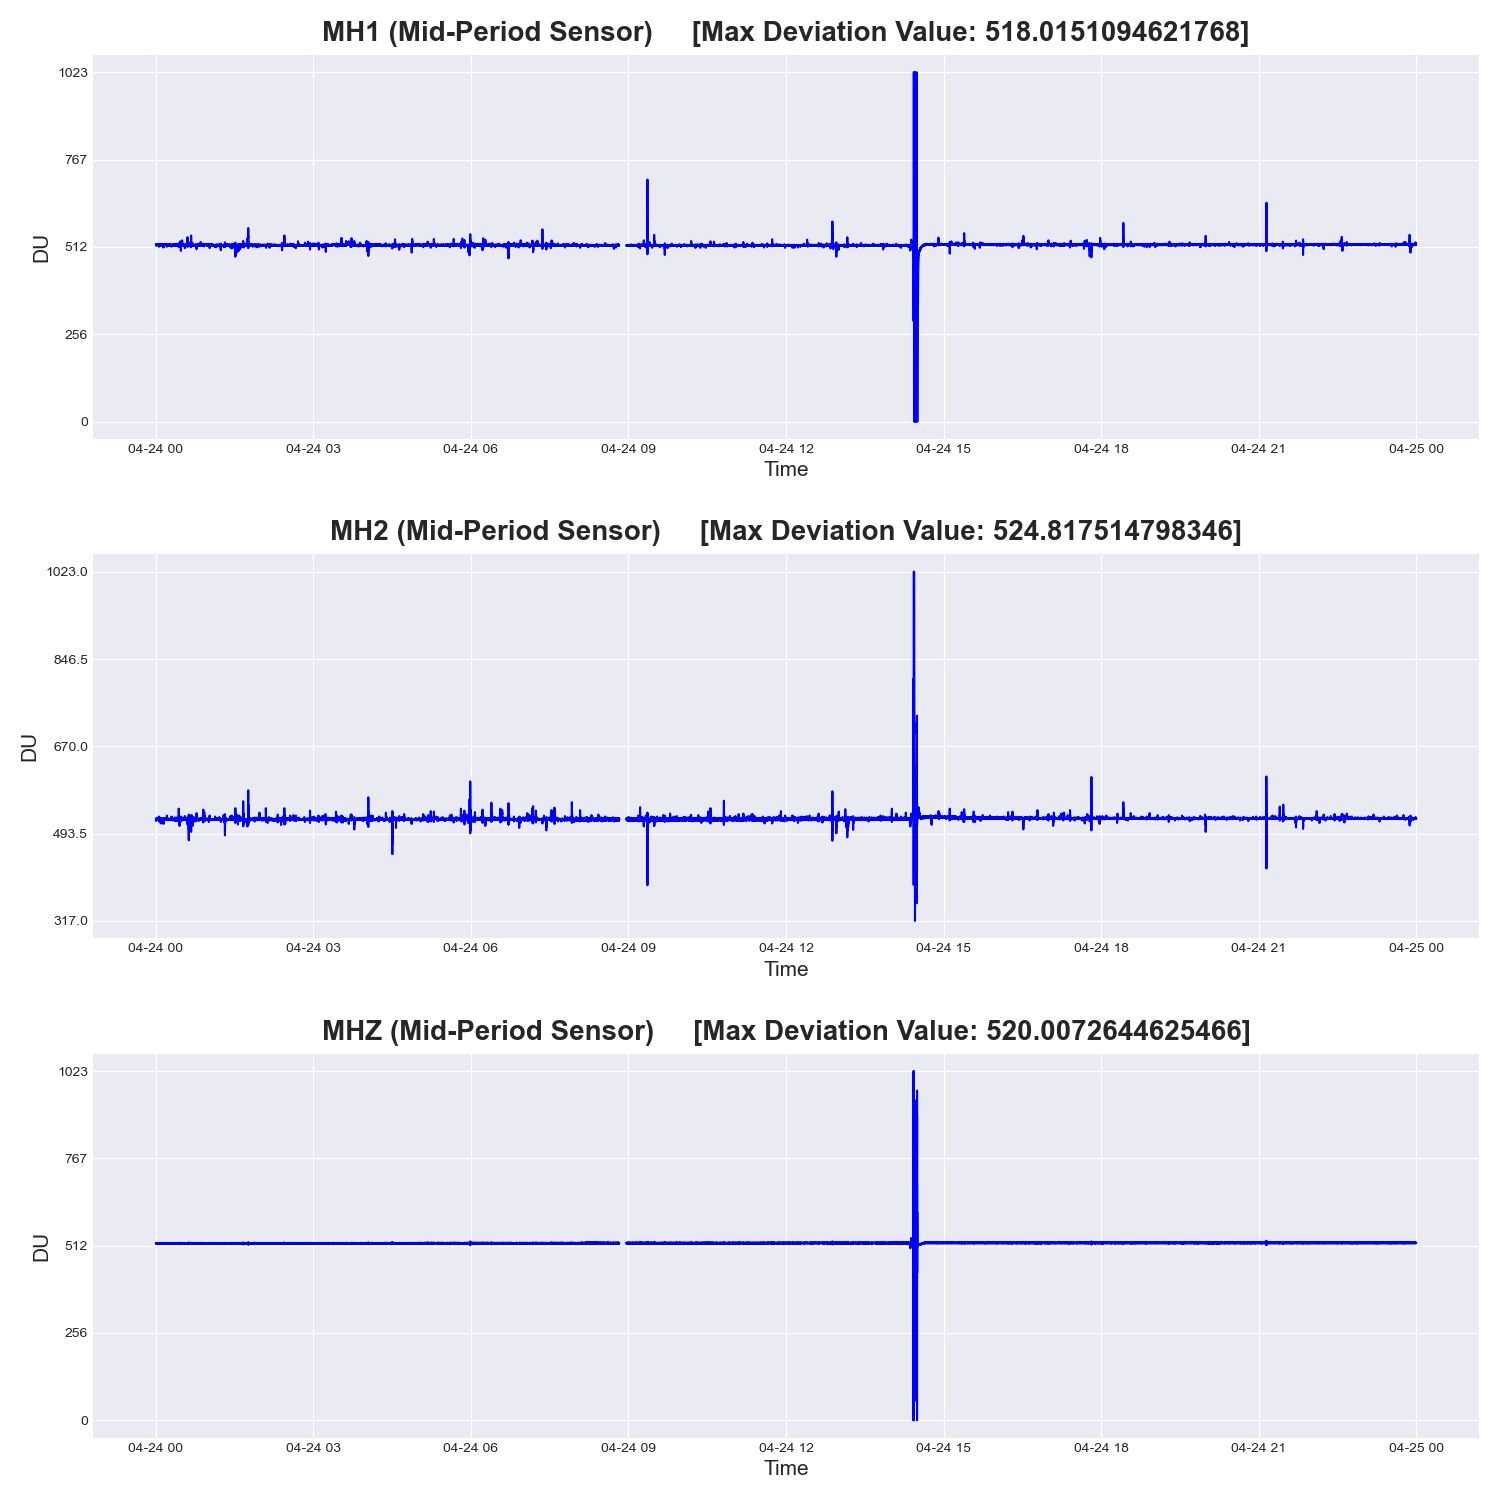 MH1 (Mid-Period Sensor) [Max Deviation Value: 518.0151094621768]
1023
767
512
256
0
DU
04-24 00 04-24 03 04-24 06 04-24 09 04-24 12 04-24 15 04-24 18 04-24 21 04-25 00
Time
MH2 (Mid-Period Sensor) [Max Deviation Value: 524.817514798346]
1023.0
846.5
670.0
493.5
317.0
DU
04-24 00 04-24 03 04-24 06 04-24 09 04-24 12 04-24 15 04-24 18 04-24 21 04-25 00
Time
MHZ (Mid-Period Sensor) [Max Deviation Value: 520.0072644625466]
1023
767
512
256
0
DU
04-24 00 04-24 03 04-24 06 04-24 09 04-24 12 04-24 15 04-24 18 04-24 21 04-25 00
Time